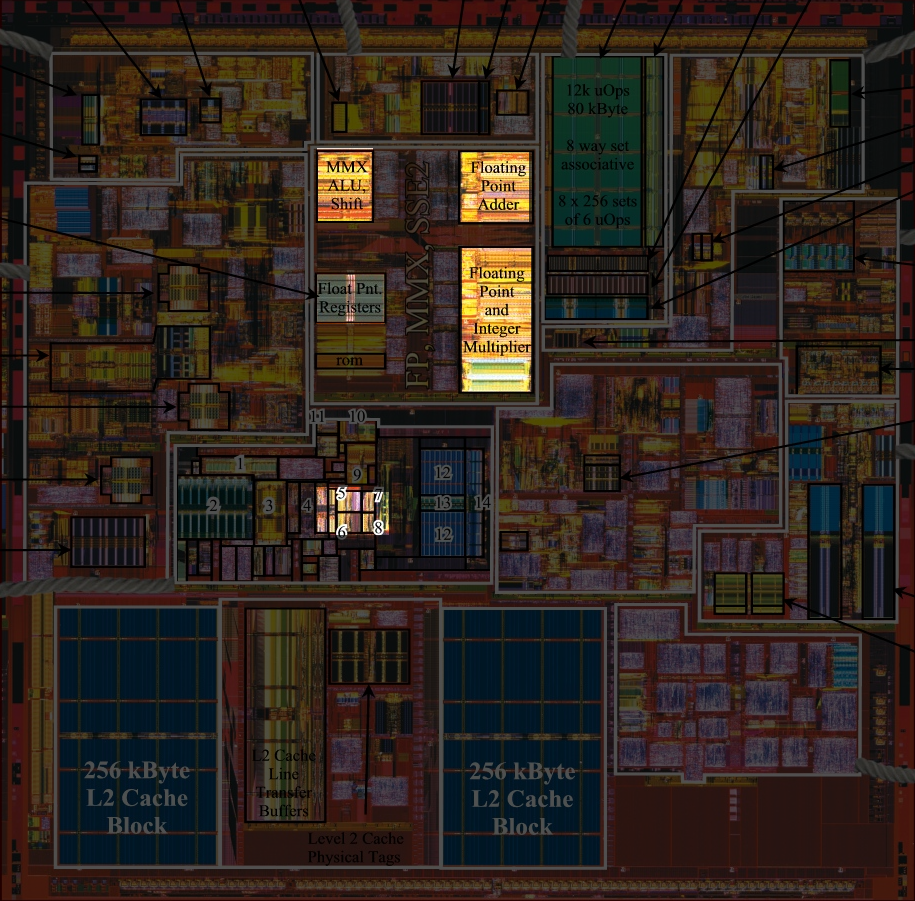 12k uOps
80 kByte
8 way set
associative
8 x 256 sets
of 6 uOps
MMX
ALU,
Shift
FP, MMX, SSE2
Floating
Point
Adder
Floating
Point
and
Integer
Multiplier
Float Pnt.
Registers
rom
11
10
1
9
12
2
3
4
5
7
13
14
6
8
12
256 kByte
L2 Cache
Block
L2 Cache
Line
Transfer
Buffers
Level 2 Cache
Physical Tags
256 kByte
L2 Cache
Block